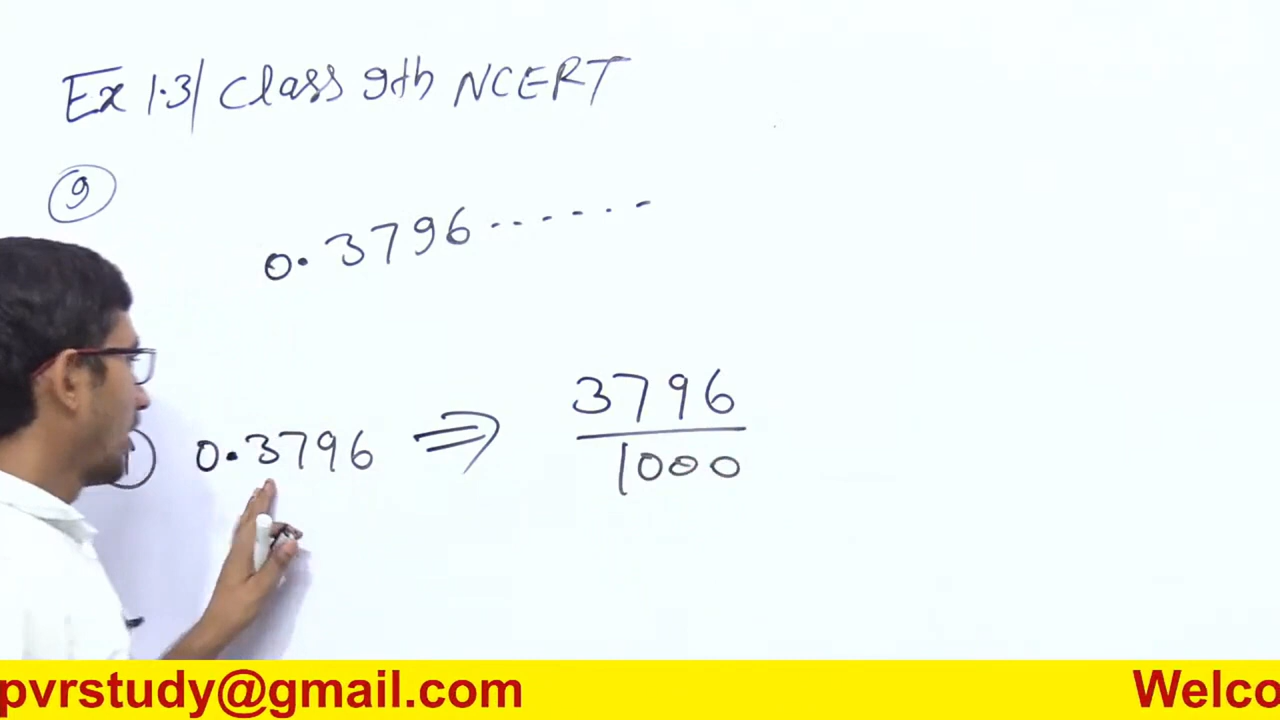 Ex 1.3/ Class 9th NCERT
9
0.3796......
0.3796 ⇒ 3796
1000
pvrstudy@gmail.com Welco